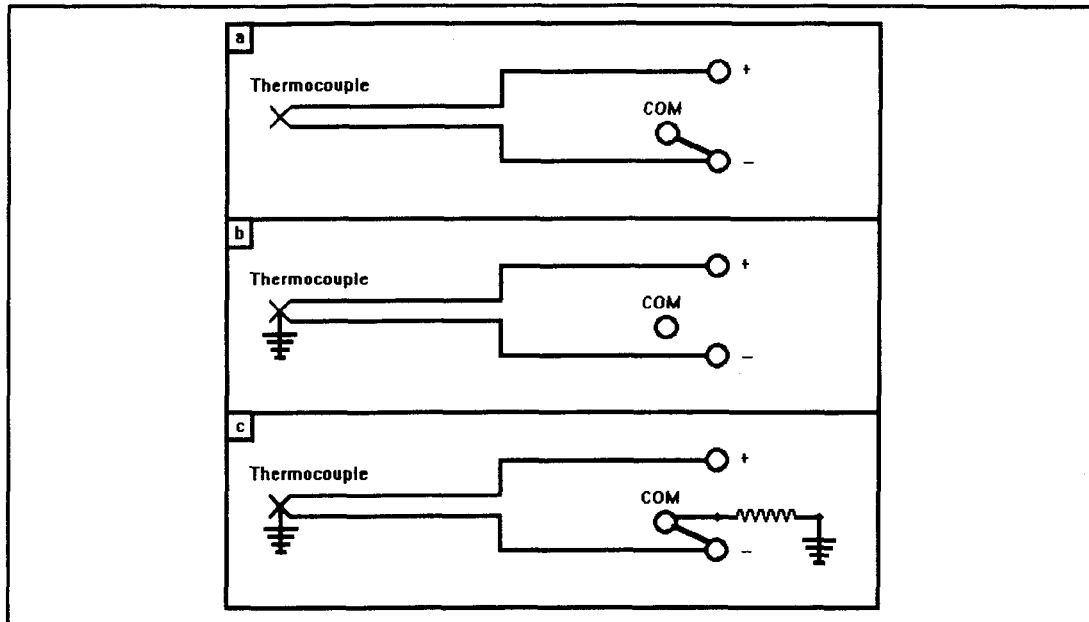 a
Thermocouple
+
COM
–
b
Thermocouple
+
COM
–
c
Thermocouple
+
COM
–